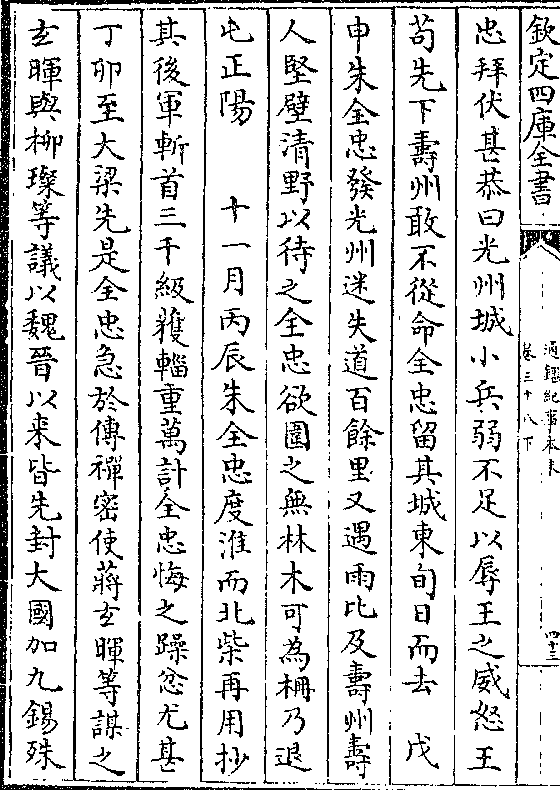 欽定四庫全書
通鑑紀事本末
卷三十八下
四十三
忠拜伏甚恭曰光州城小兵弱不足以辱王之威怒王
苟先下壽州敢不從命全忠留其城東旬日而去　戊
申朱全忠發光州迷失道百餘里又遇雨比及壽州壽
人堅壁清野以待之全忠欲圍之無林木可為柵乃退
屯正陽　十一月丙辰朱全忠度淮而北柴再用抄
其後軍斬首三千級獲輜重萬計全忠悔之躁忿尤甚
丁卯至大梁先是全忠急於傳禪密使蔣玄暉等謀之
玄暉與柳璨等議以魏晉以来皆先封大國加九錫殊